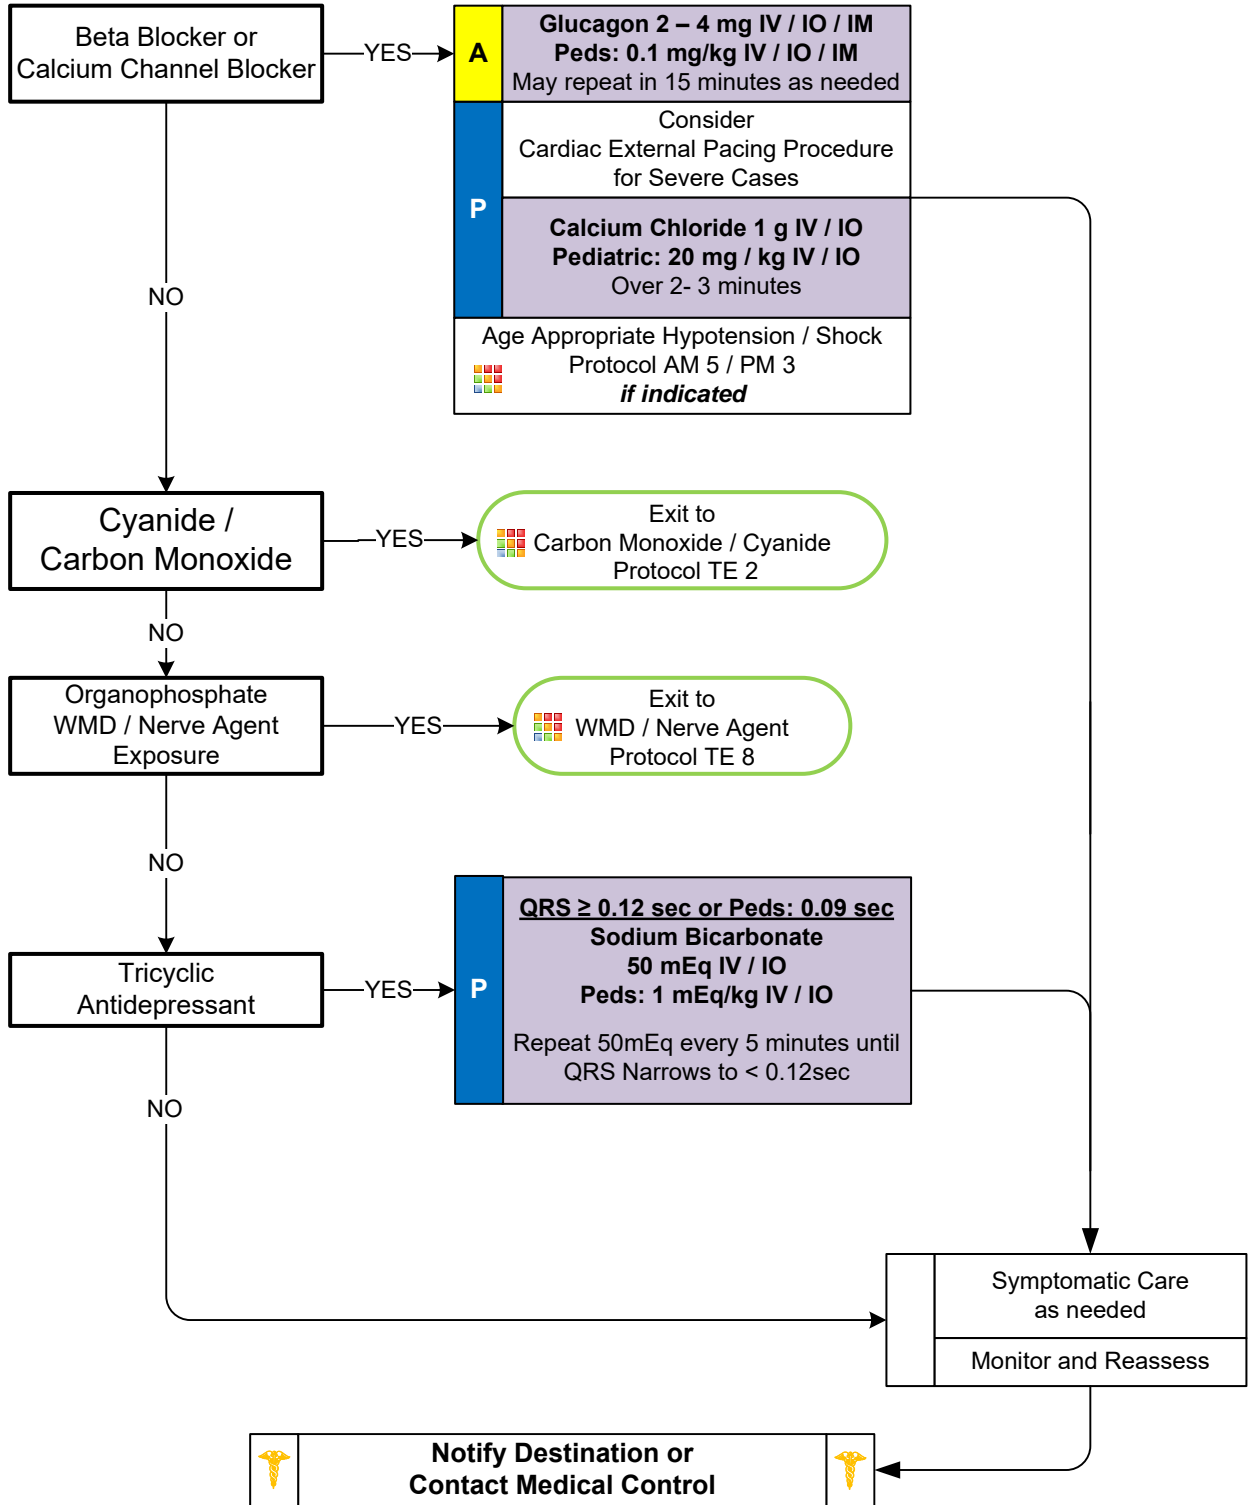 Beta Blocker or
Calcium Channel Blocker
YES
A
Glucagon 2 – 4 mg IV / IO / IM
Peds: 0.1 mg/kg IV / IO / IM
May repeat in 15 minutes as needed
P
Consider
Cardiac External Pacing Procedure
for Severe Cases
Calcium Chloride 1 g IV / IO
Pediatric: 20 mg / kg IV / IO
Over 2- 3 minutes
Age Appropriate Hypotension / Shock
Protocol AM 5 / PM 3
if indicated
NO
Cyanide /
Carbon Monoxide
YES
Exit to
Carbon Monoxide / Cyanide
Protocol TE 2
NO
Organophosphate
WMD / Nerve Agent
Exposure
YES
Exit to
WMD / Nerve Agent
Protocol TE 8
NO
Tricyclic
Antidepressant
YES
P
QRS ≥ 0.12 sec or Peds: 0.09 sec
Sodium Bicarbonate
50 mEq IV / IO
Peds: 1 mEq/kg IV / IO
Repeat 50mEq every 5 minutes until
QRS Narrows to < 0.12sec
NO
Symptomatic Care
as needed
Monitor and Reassess
Notify Destination or
Contact Medical Control